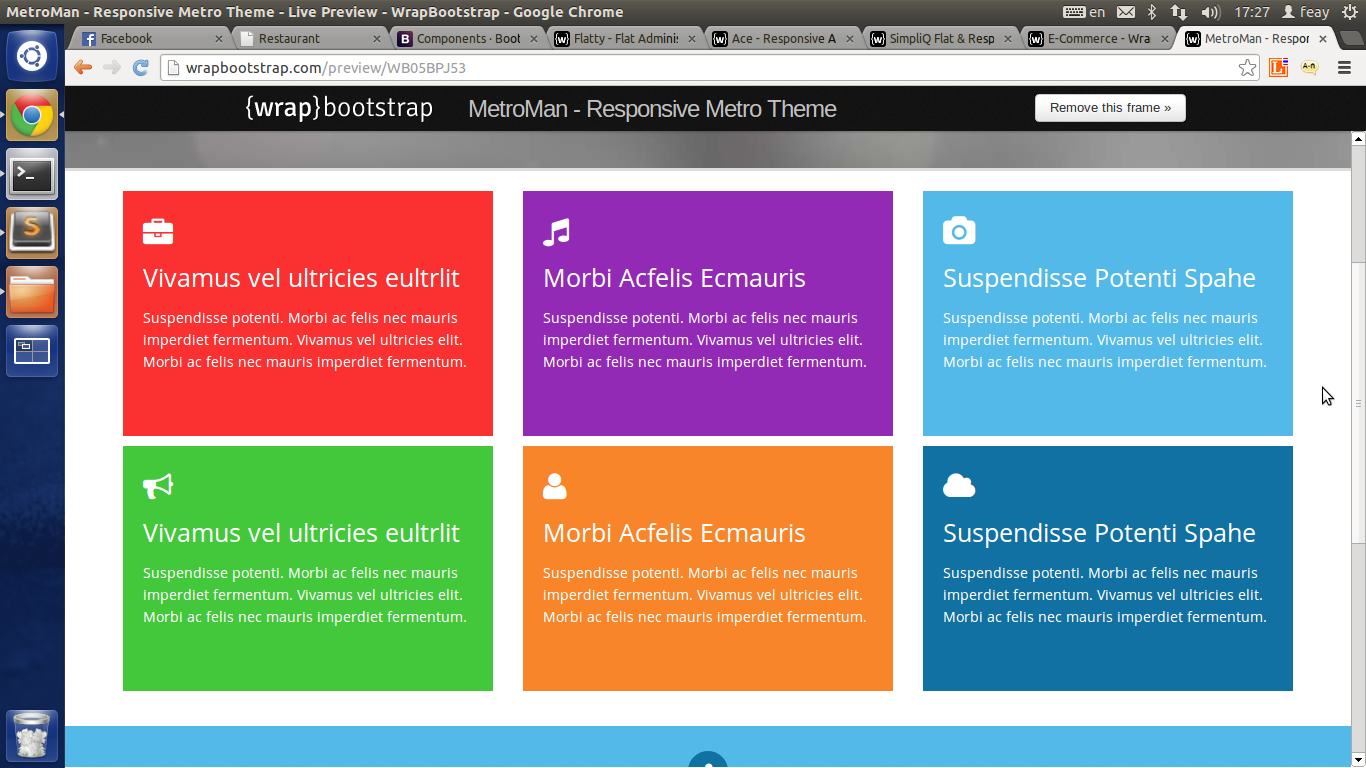 MetroMan - Responsive Metro Theme - Live Preview - WrapBootstrap - Google Chrome
en
17:27
feay
Facebook
Restaurant
Components · Boot
Flatty - Flat Adminis
Ace - Responsive A
SimpliQ Flat & Resp
E-Commerce - Wra
MetroMan - Respor
wrapbootstrap.com/preview/WB05BPJ53
{wrap}bootstrap
MetroMan - Responsive Metro Theme
Remove this frame »
Vivamus vel ultricies eultrlit
Suspendisse potenti. Morbi ac felis nec mauris
imperdiet fermentum. Vivamus vel ultricies elit.
Morbi ac felis nec mauris imperdiet fermentum.
Morbi Acfelis Ecmauris
Suspendisse potenti. Morbi ac felis nec mauris
imperdiet fermentum. Vivamus vel ultricies elit.
Morbi ac felis nec mauris imperdiet fermentum.
Suspendisse Potenti Spahe
Suspendisse potenti. Morbi ac felis nec mauris
imperdiet fermentum. Vivamus vel ultricies elit.
Morbi ac felis nec mauris imperdiet fermentum.
Vivamus vel ultricies eultrlit
Suspendisse potenti. Morbi ac felis nec mauris
imperdiet fermentum. Vivamus vel ultricies elit.
Morbi ac felis nec mauris imperdiet fermentum.
Morbi Acfelis Ecmauris
Suspendisse potenti. Morbi ac felis nec mauris
imperdiet fermentum. Vivamus vel ultricies elit.
Morbi ac felis nec mauris imperdiet fermentum.
Suspendisse Potenti Spahe
Suspendisse potenti. Morbi ac felis nec mauris
imperdiet fermentum. Vivamus vel ultricies elit.
Morbi ac felis nec mauris imperdiet fermentum.